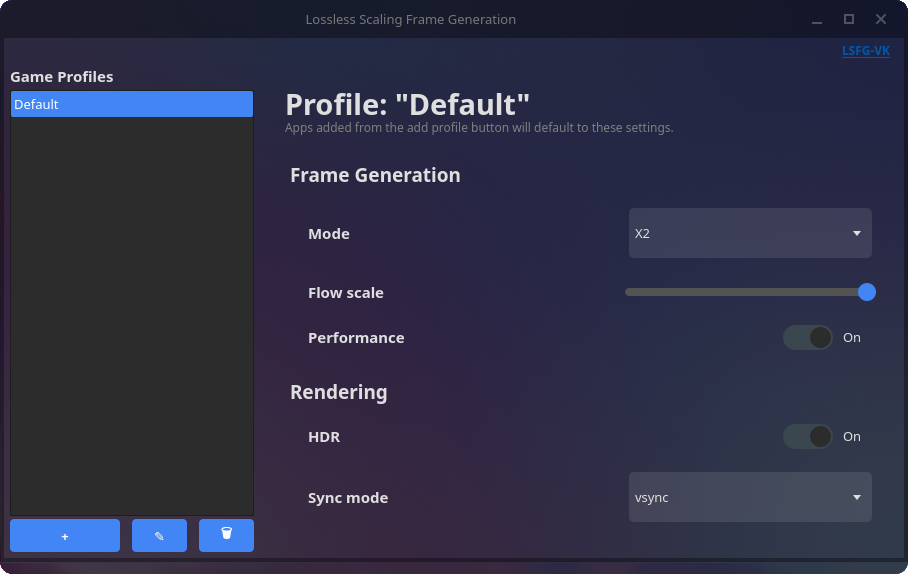 Lossless Scaling Frame Generation
LSFG-VK
Game Profiles
Default
Profile: "Default"
Apps added from the add profile button will default to these settings.
Frame Generation
Mode
X2
Flow scale
Performance
On
Rendering
HDR
On
Sync mode
vsync
+